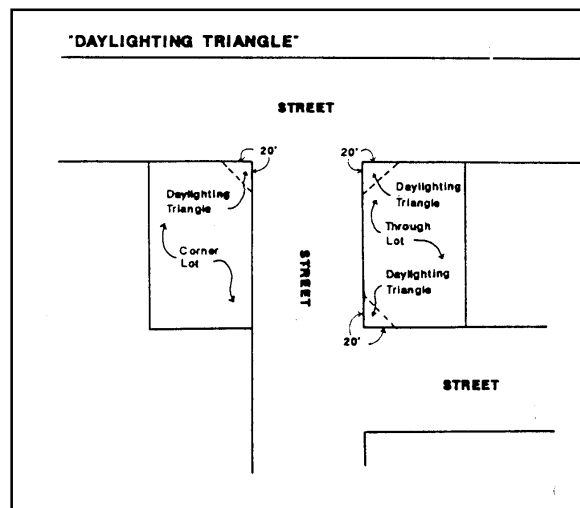 "DAYLIGHTING TRIANGLE"
STREET
20'
20'
Daylighting
Triangle
Daylighting
Triangle
Through
Lot
Corner
Lot
STREET
Daylighting
Triangle
20'
STREET